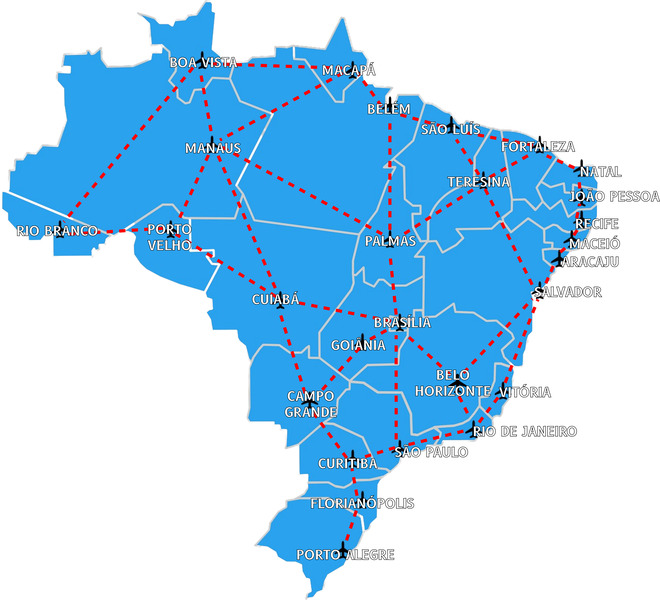 BOA VISTA
MACAPÁ
BELÉM
SÃO LUÍS
MANAUS
FORTALEZA
NATAL
TERESINA
JOÃO PESSOA
RECIFE
RIO BRANCO
PORTO
VELHO
PALMAS
MACEIÓ
ARACAJU
SALVADOR
CUIABÁ
BRASÍLIA
GOIÂNIA
BELO
HORIZONTE
VITÓRIA
CAMPO
GRANDE
RIO DE JANEIRO
SÃO PAULO
CURITIBA
FLORIANÓPOLIS
PORTO ALEGRE